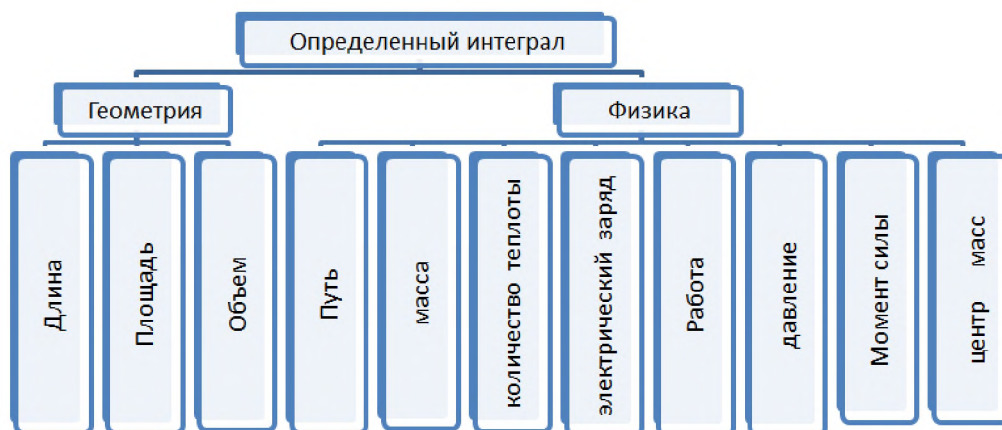 Определенный интеграл
Геометрия
Физика
Длина
Площадь
Объем
Путь
масса
количество теплоты
электрический заряд
Работа
давление
Момент силы
центр масс